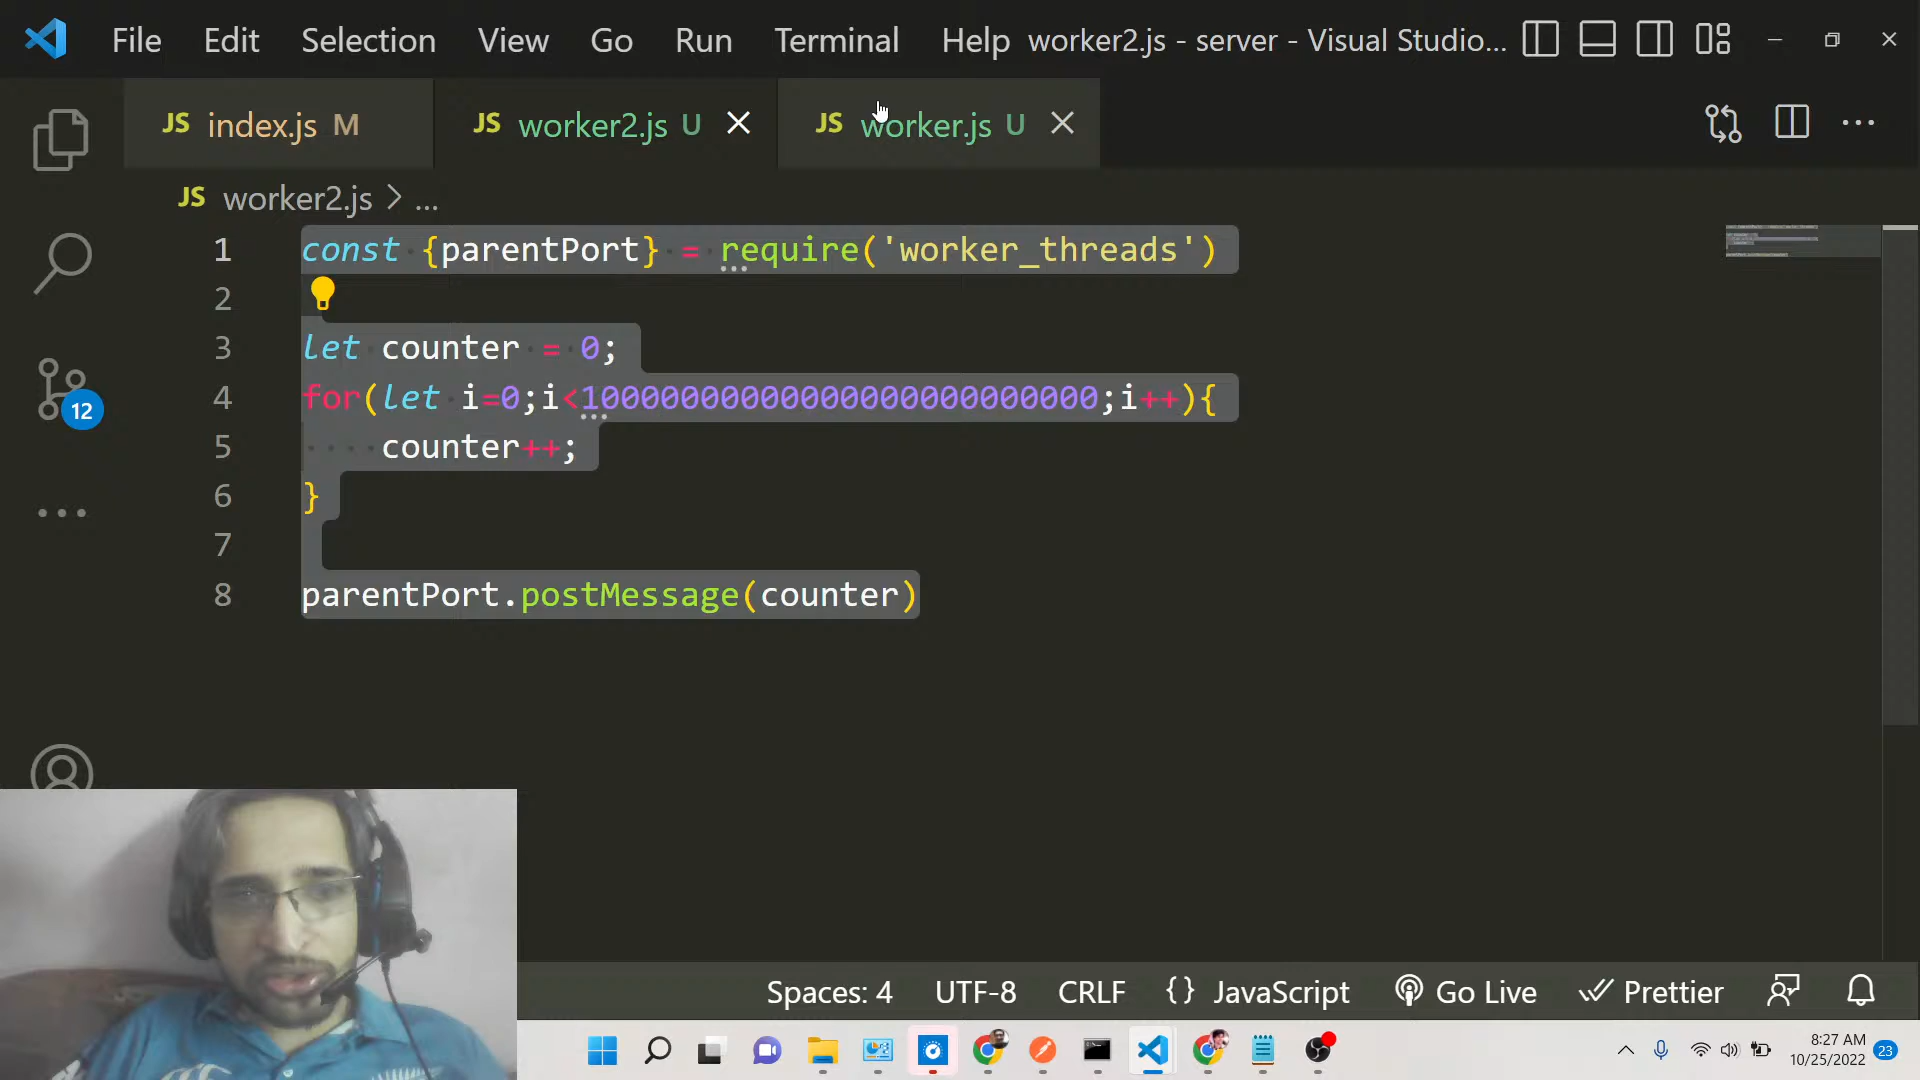 File Edit Selection View Go Run Terminal Help worker2.js - server - Visual Studio...
JS index.js M JS worker2.js U JS worker.js U
JS worker2.js > ...
1 const {parentPort} = require('worker_threads')
2
3 let counter = 0;
4 for(let i=0;i<10000000000000000000000000;i++){
5 counter++;
6 }
7
8 parentPort.postMessage(counter)
12
Spaces: 4 UTF-8 CRLF {} JavaScript Go Live Prettier
8:27 AM
10/25/2022 23